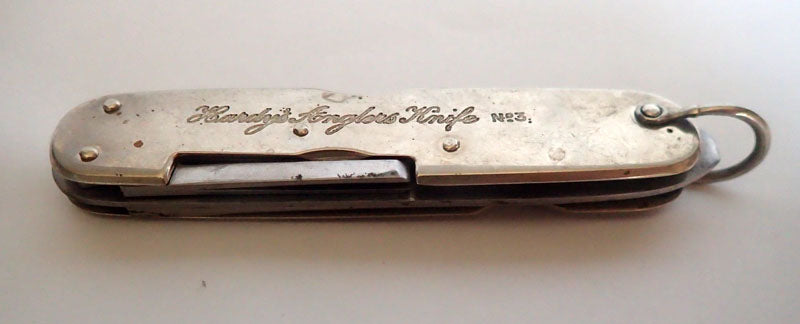 Hardy's Anglers Knife No3.